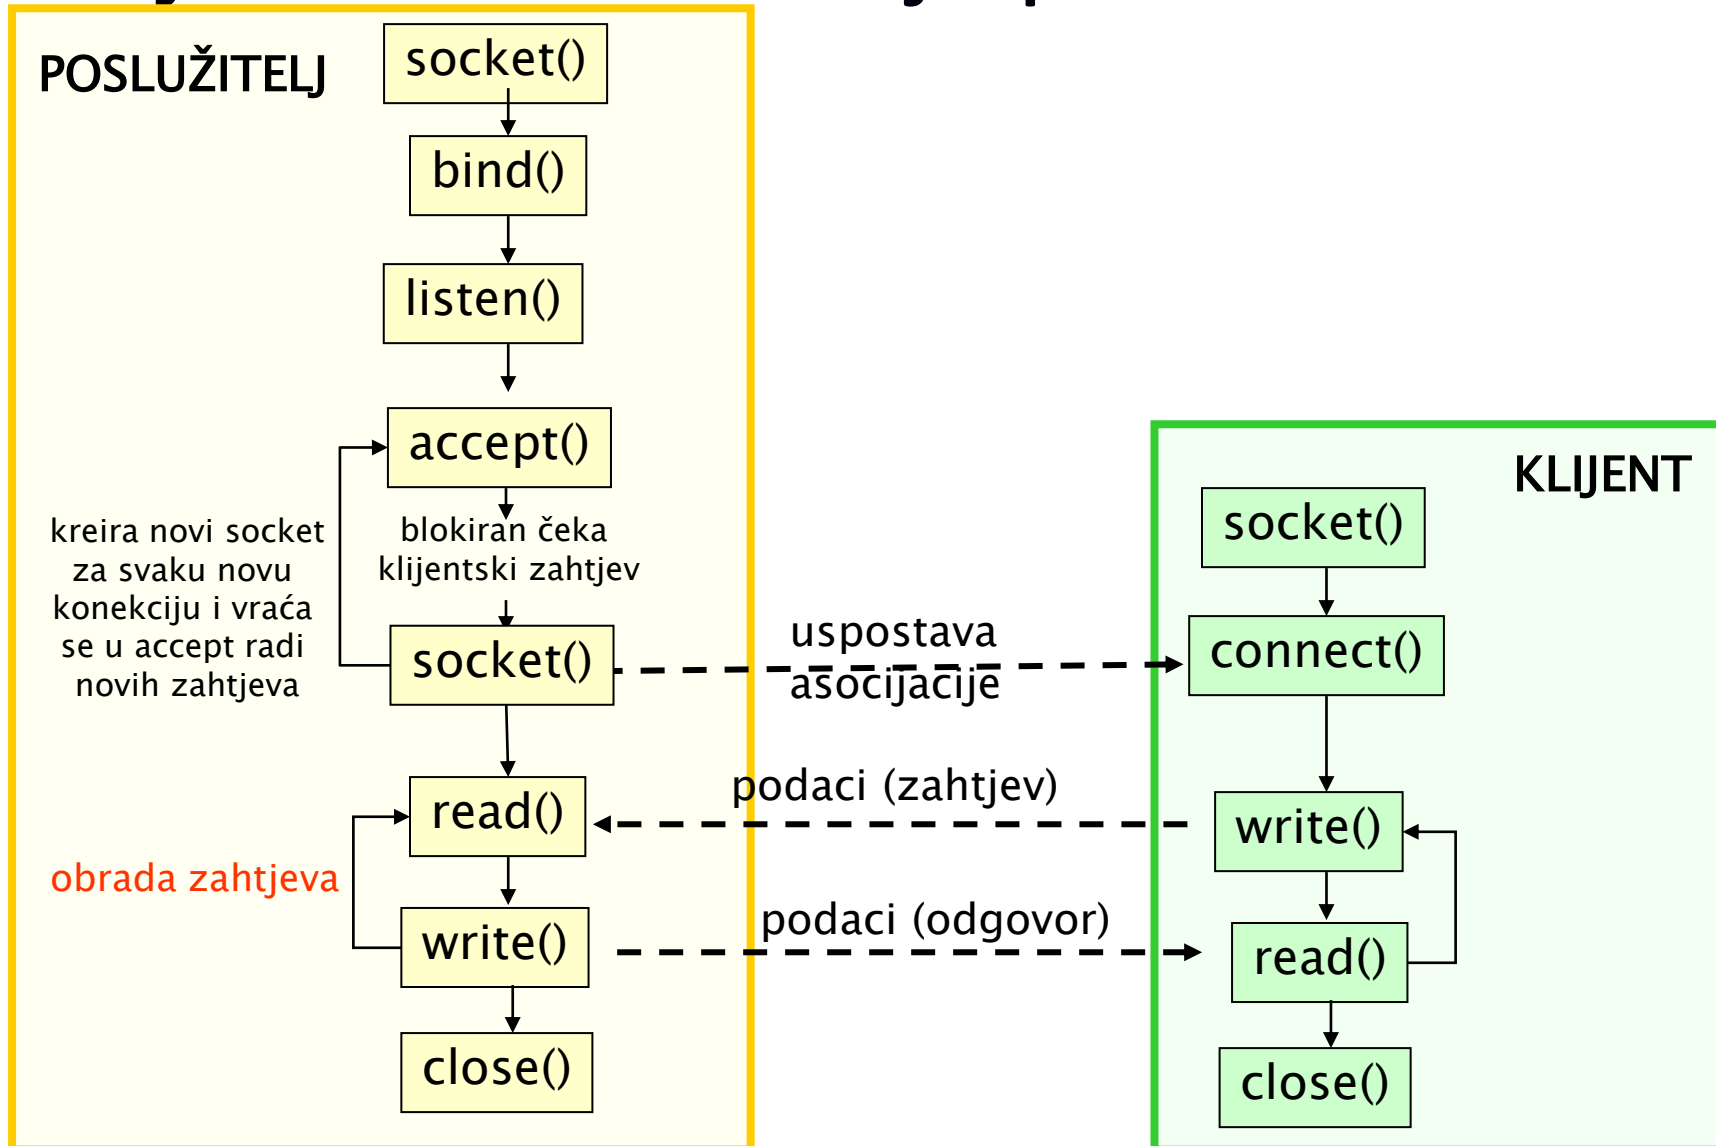 POSLUŽITELJ
socket()
bind()
listen()
accept()
kreira novi socket
za svaku novu
konekciju i vraća
se u accept radi
novih zahtjeva
blokiran čeka
klijentski zahtjev
socket()
uspostava
asocijacije
read()
podaci (zahtjev)
obrada zahtjeva
write()
podaci (odgovor)
close()
KLIJENT
socket()
connect()
write()
read()
close()